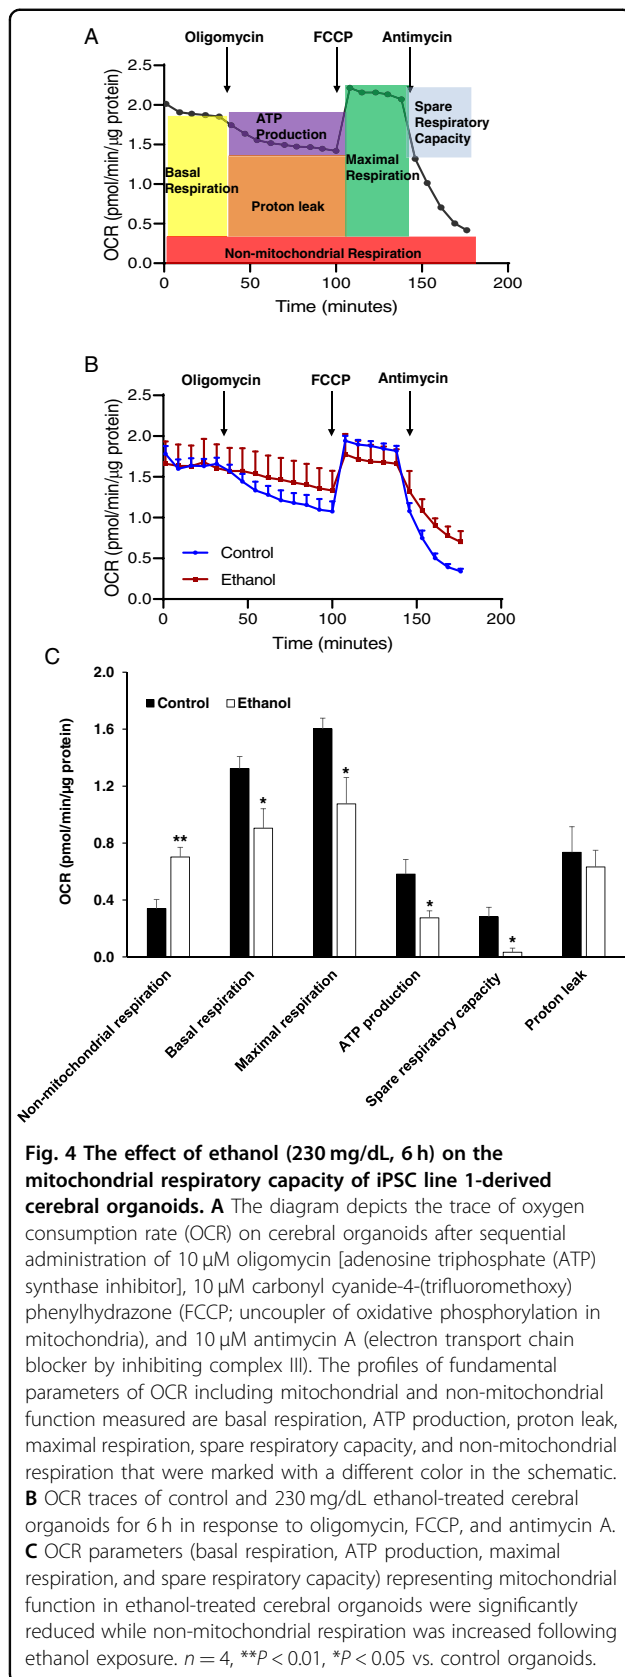 A
Oligomycin FCCP Antimycin
OCR (pmol/min/µg protein)
2.5
2.0
1.5
1.0
0.5
0.0
ATP
Production
Spare
Respiratory
Capacity
Basal
Respiration
Maximal
Respiration
Proton leak
Non-mitochondrial Respiration
0 50 100 150 200
Time (minutes)
B
Oligomycin FCCP Antimycin
OCR (pmol/min/µg protein)
2.5
2.0
1.5
1.0
0.5
0.0
Control
Ethanol
0 50 100 150 200
Time (minutes)
C
OCR (pmol/min/µg protein)
2.0
1.6
1.2
0.8
0.4
0.0
Control Ethanol
** * * * *
Non-mitochondrial respiration
Basal respiration
Maximal respiration
ATP production
Spare respiratory capacity
Proton leak
Fig. 4 The effect of ethanol (230 mg/dL, 6 h) on the
mitochondrial respiratory capacity of iPSC line 1-derived
cerebral organoids. A The diagram depicts the trace of oxygen
consumption rate (OCR) on cerebral organoids after sequential
administration of 10 µM oligomycin [adenosine triphosphate (ATP)
synthase inhibitor], 10 µM carbonyl cyanide-4-(trifluoromethoxy)
phenylhydrazone (FCCP; uncoupler of oxidative phosphorylation in
mitochondria), and 10 µM antimycin A (electron transport chain
blocker by inhibiting complex III). The profiles of fundamental
parameters of OCR including mitochondrial and non-mitochondrial
function measured are basal respiration, ATP production, proton leak,
maximal respiration, spare respiratory capacity, and non-mitochondrial
respiration that were marked with a different color in the schematic.
B OCR traces of control and 230 mg/dL ethanol-treated cerebral
organoids for 6 h in response to oligomycin, FCCP, and antimycin A.
C OCR parameters (basal respiration, ATP production, maximal
respiration, and spare respiratory capacity) representing mitochondrial
function in ethanol-treated cerebral organoids were significantly
reduced while non-mitochondrial respiration was increased following
ethanol exposure. n = 4, **P < 0.01, *P < 0.05 vs. control organoids.